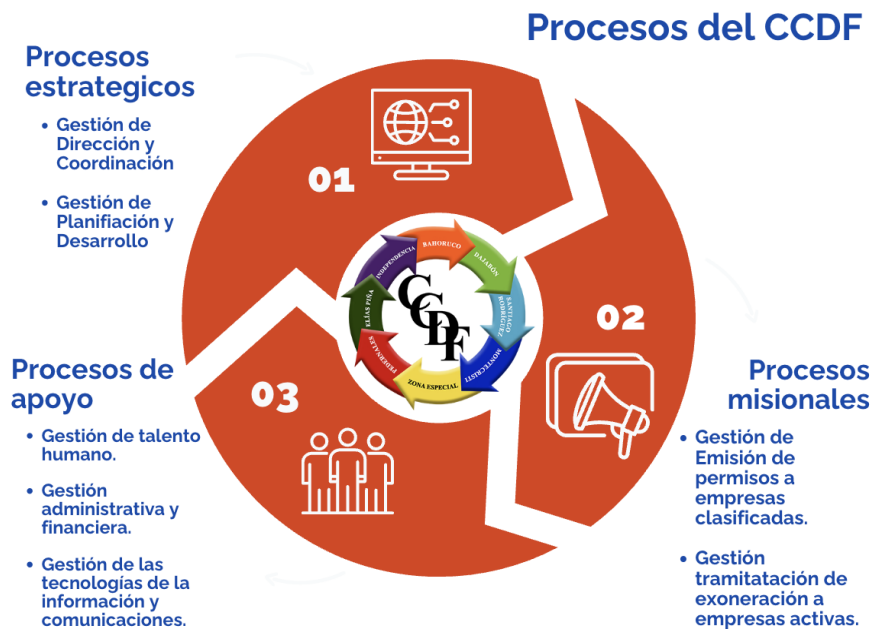 Procesos del CCDF
Procesos
estrategicos
• Gestión de
Dirección y
Coordinación
• Gestión de
Planifiación y
Desarrollo
01
02
03
BAHORUCO
DAJABÓN
SANTIAGO
RODRÍGUEZ
MONTECRISTI
ZONA ESPECIAL
PEDERNALES
ELÍAS PIÑA
INDEPENDENCIA
CCDF
Procesos
misionales
• Gestión de
Emisión de
permisos a
empresas
clasificadas.
• Gestión
tramitatación de
exoneración a
empresas activas.
Procesos de
apoyo
• Gestión de talento
humano.
• Gestión
administrativa y
financiera.
• Gestión de las
tecnologías de la
información y
comunicaciones.